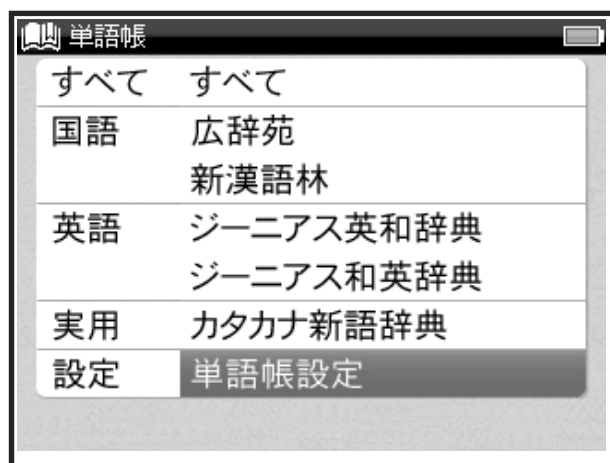 単語帳
すべて すべて
国語 広辞苑
新漢語林
英語 ジーニアス英和辞典
ジーニアス和英辞典
実用 カタカナ新語辞典
設定 単語帳設定